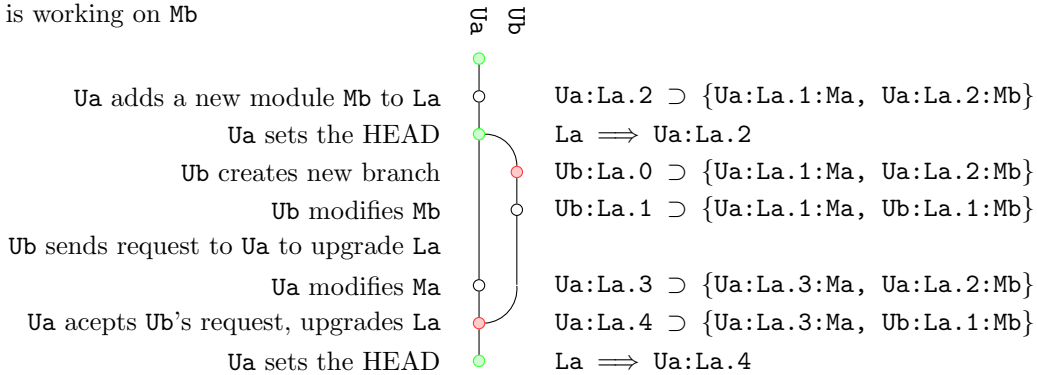 is working on Mb
Ua Ub
Ua adds a new module Mb to La Ua:La.2 ⊃ {Ua:La.1:Ma, Ua:La.2:Mb}
Ua sets the HEAD La ⟹ Ua:La.2
Ub creates new branch Ub:La.0 ⊃ {Ua:La.1:Ma, Ua:La.2:Mb}
Ub modifies Mb Ub:La.1 ⊃ {Ua:La.1:Ma, Ub:La.1:Mb}
Ub sends request to Ua to upgrade La
Ua modifies Ma Ua:La.3 ⊃ {Ua:La.3:Ma, Ua:La.2:Mb}
Ua acepts Ub's request, upgrades La Ua:La.4 ⊃ {Ua:La.3:Ma, Ub:La.1:Mb}
Ua sets the HEAD La ⟹ Ua:La.4